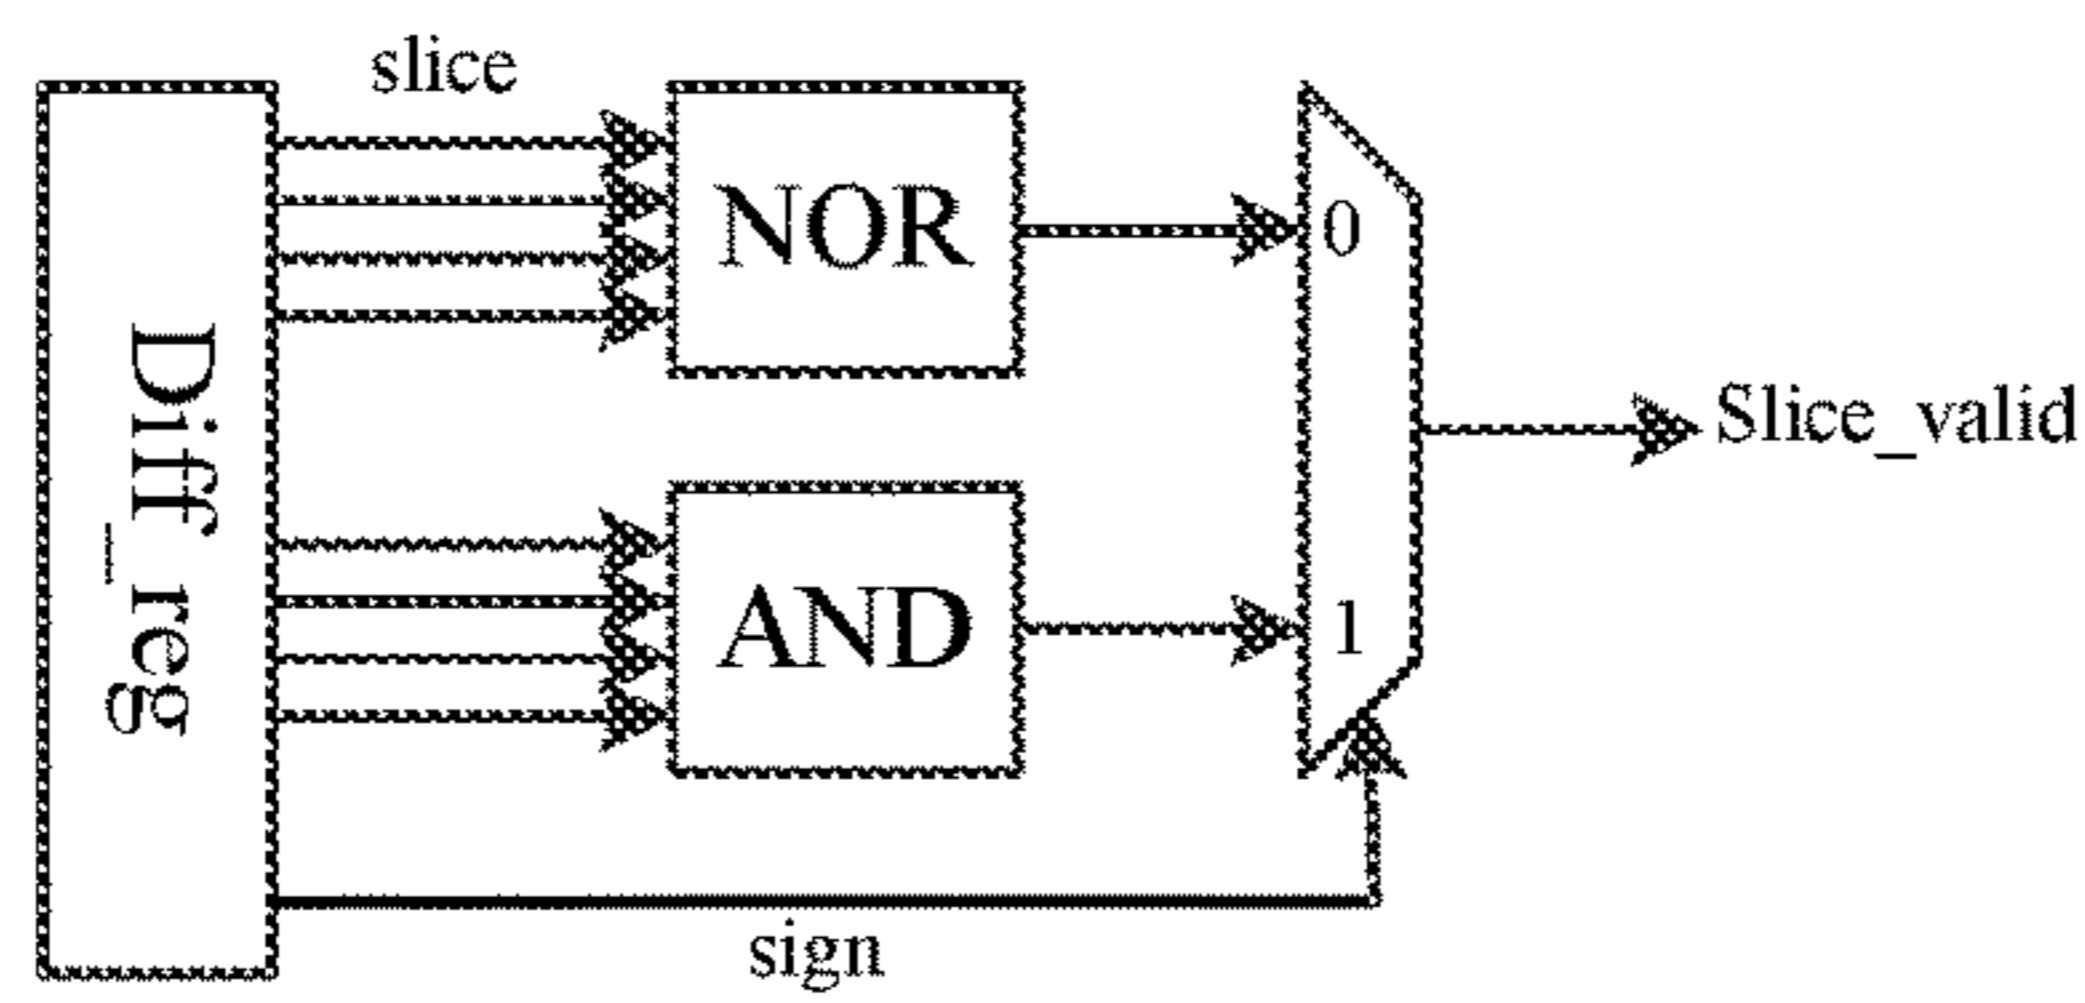 slice
NOR
0
Diff_reg
Slice_valid
AND
1
sign